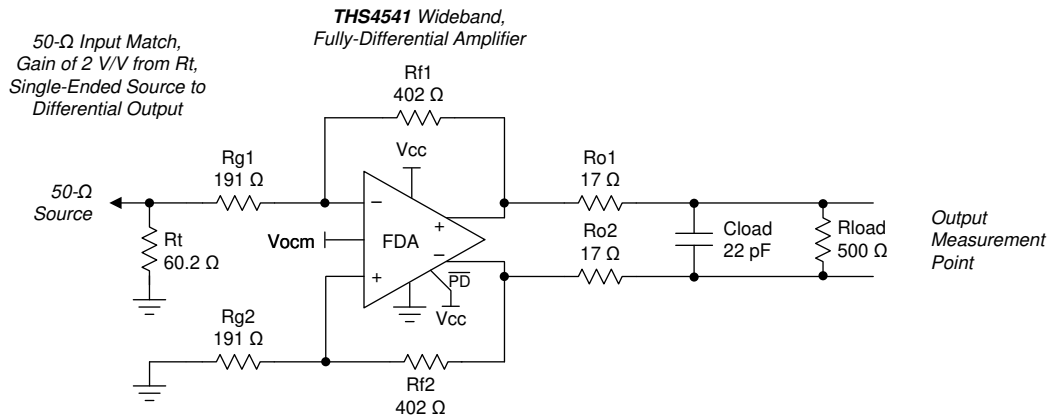 THS4541 Wideband,
Fully-Differential Amplifier
50-Ω Input Match,
Gain of 2 V/V from Rt,
Single-Ended Source to
Differential Output
Rf1
402 Ω
Vcc
Rg1
191 Ω
Ro1
17 Ω
50-Ω
Source
−
+
Rt
60.2 Ω
Vocm
FDA
Ro2
17 Ω
Cload
22 pF
Rload
500 Ω
Output
Measurement
Point
+
−
PD
Vcc
Rg2
191 Ω
Rf2
402 Ω